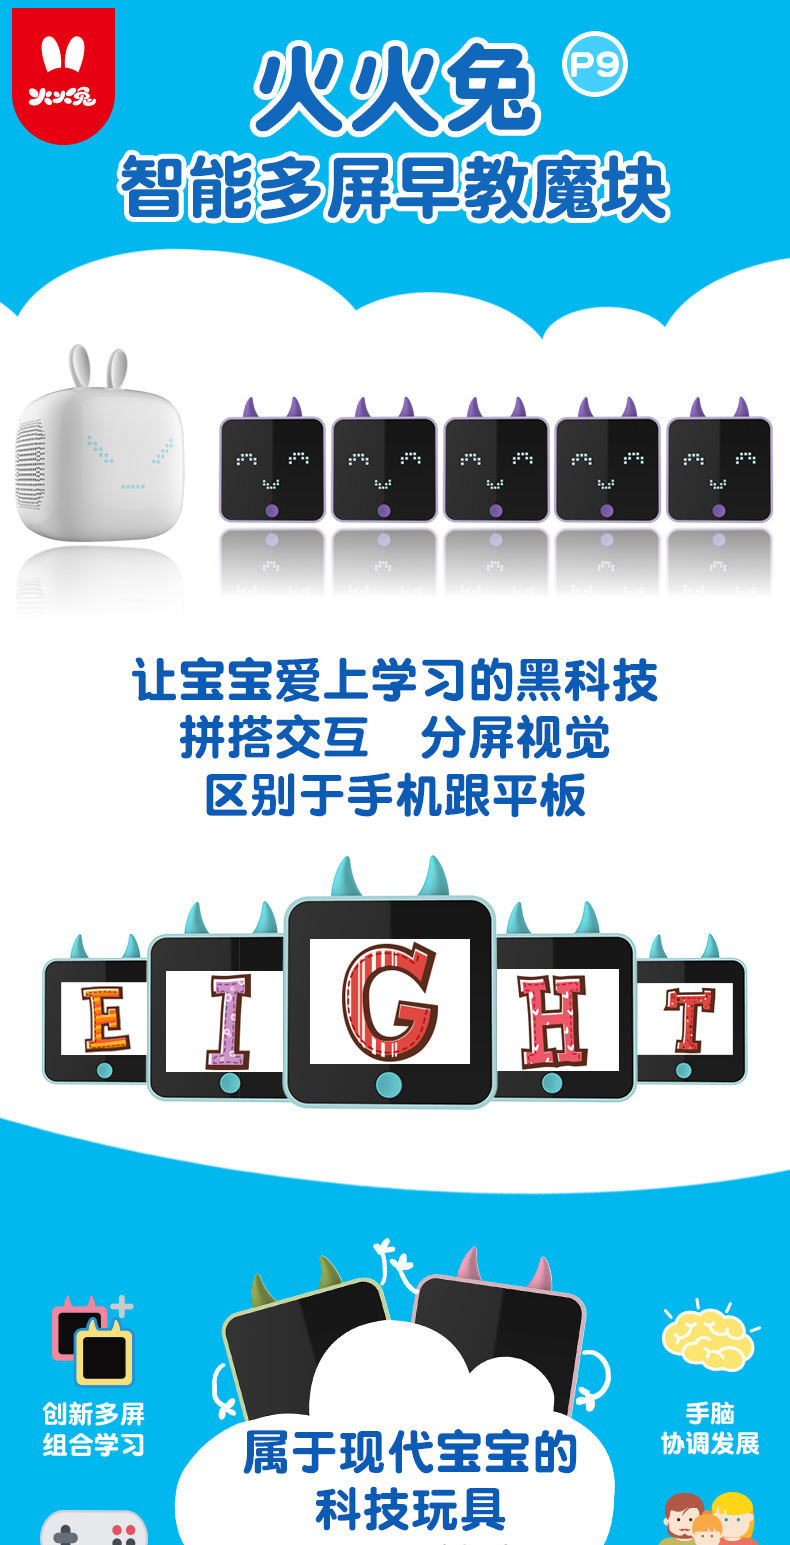 火火兔
火火兔
P9
智能多屏早教魔块
让宝宝爱上学习的黑科技
拼搭交互 分屏视觉
区别于手机跟平板
E I G H T
创新多屏
组合学习
手脑
协调发展
属于现代宝宝的
科技玩具